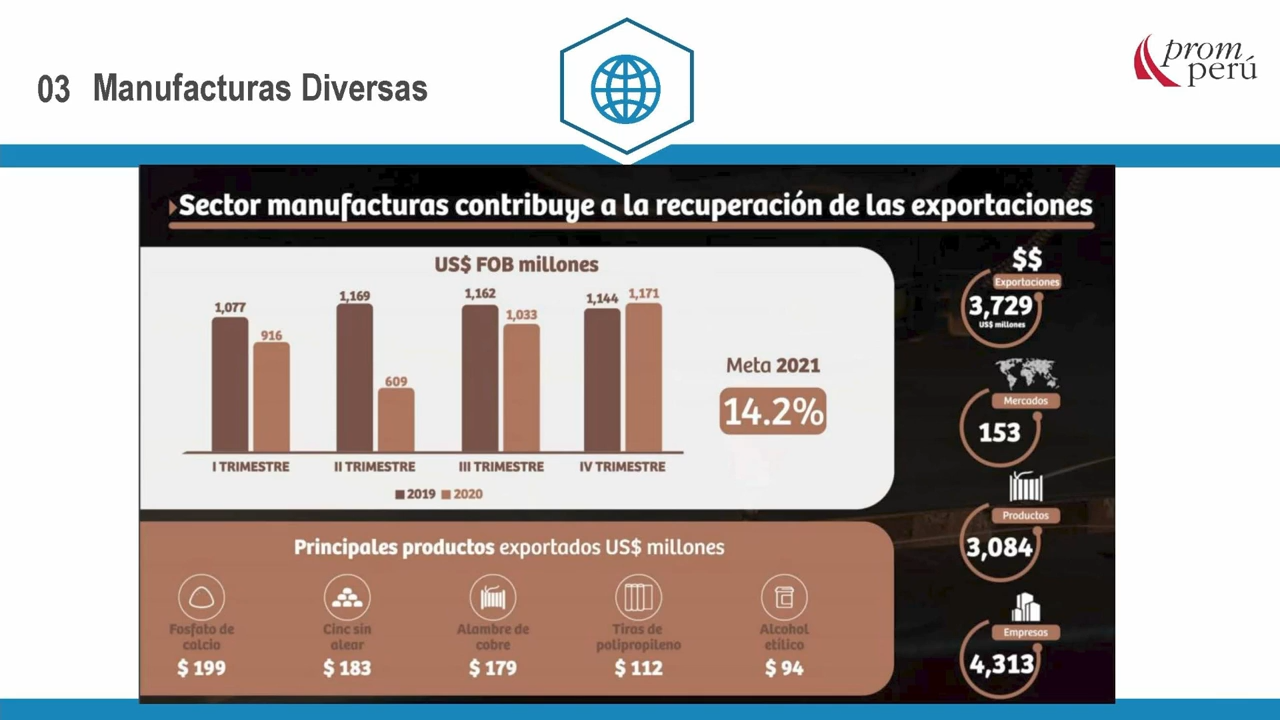 03 Manufacturas Diversas
prom
perú
Sector manufacturas contribuye a la recuperación de las exportaciones
US$ FOB millones
1,077
916
1,169
609
1,162
1,033
1,144
1,171
I TRIMESTRE
II TRIMESTRE
III TRIMESTRE
IV TRIMESTRE
2019 2020
Meta 2021
14.2%
$$
Exportaciones
3,729
US$ millones
Mercados
153
Productos
3,084
Empresas
4,313
Principales productos exportados US$ millones
Fosfato de
calcio
$ 199
Cinc sin
alear
$ 183
Alambre de
cobre
$ 179
Tiras de
polipropileno
$ 112
Alcohol
etílico
$ 94